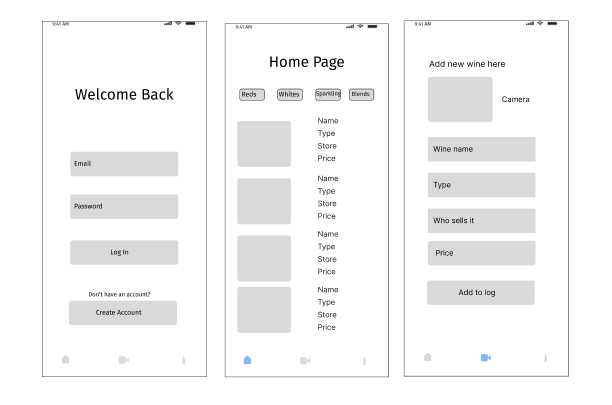 9:41 AM
Welcome Back
Email
Password
Log In
Don't have an account?
Create Account
9:41 AM
Home Page
Reds
Whites
Sparkling
Blends
Name
Type
Store
Price
Name
Type
Store
Price
Name
Type
Store
Price
Name
Type
Store
Price
9:41 AM
Add new wine here
Camera
Wine name
Type
Who sells it
Price
Add to log